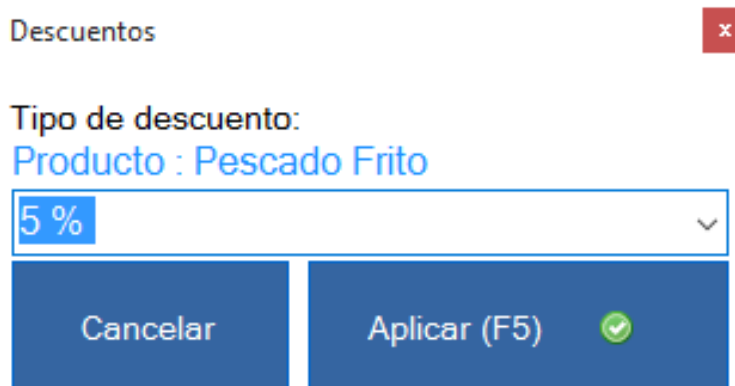 Descuentos
x
Tipo de descuento:
Producto : Pescado Frito
5 %
Cancelar
Aplicar (F5)